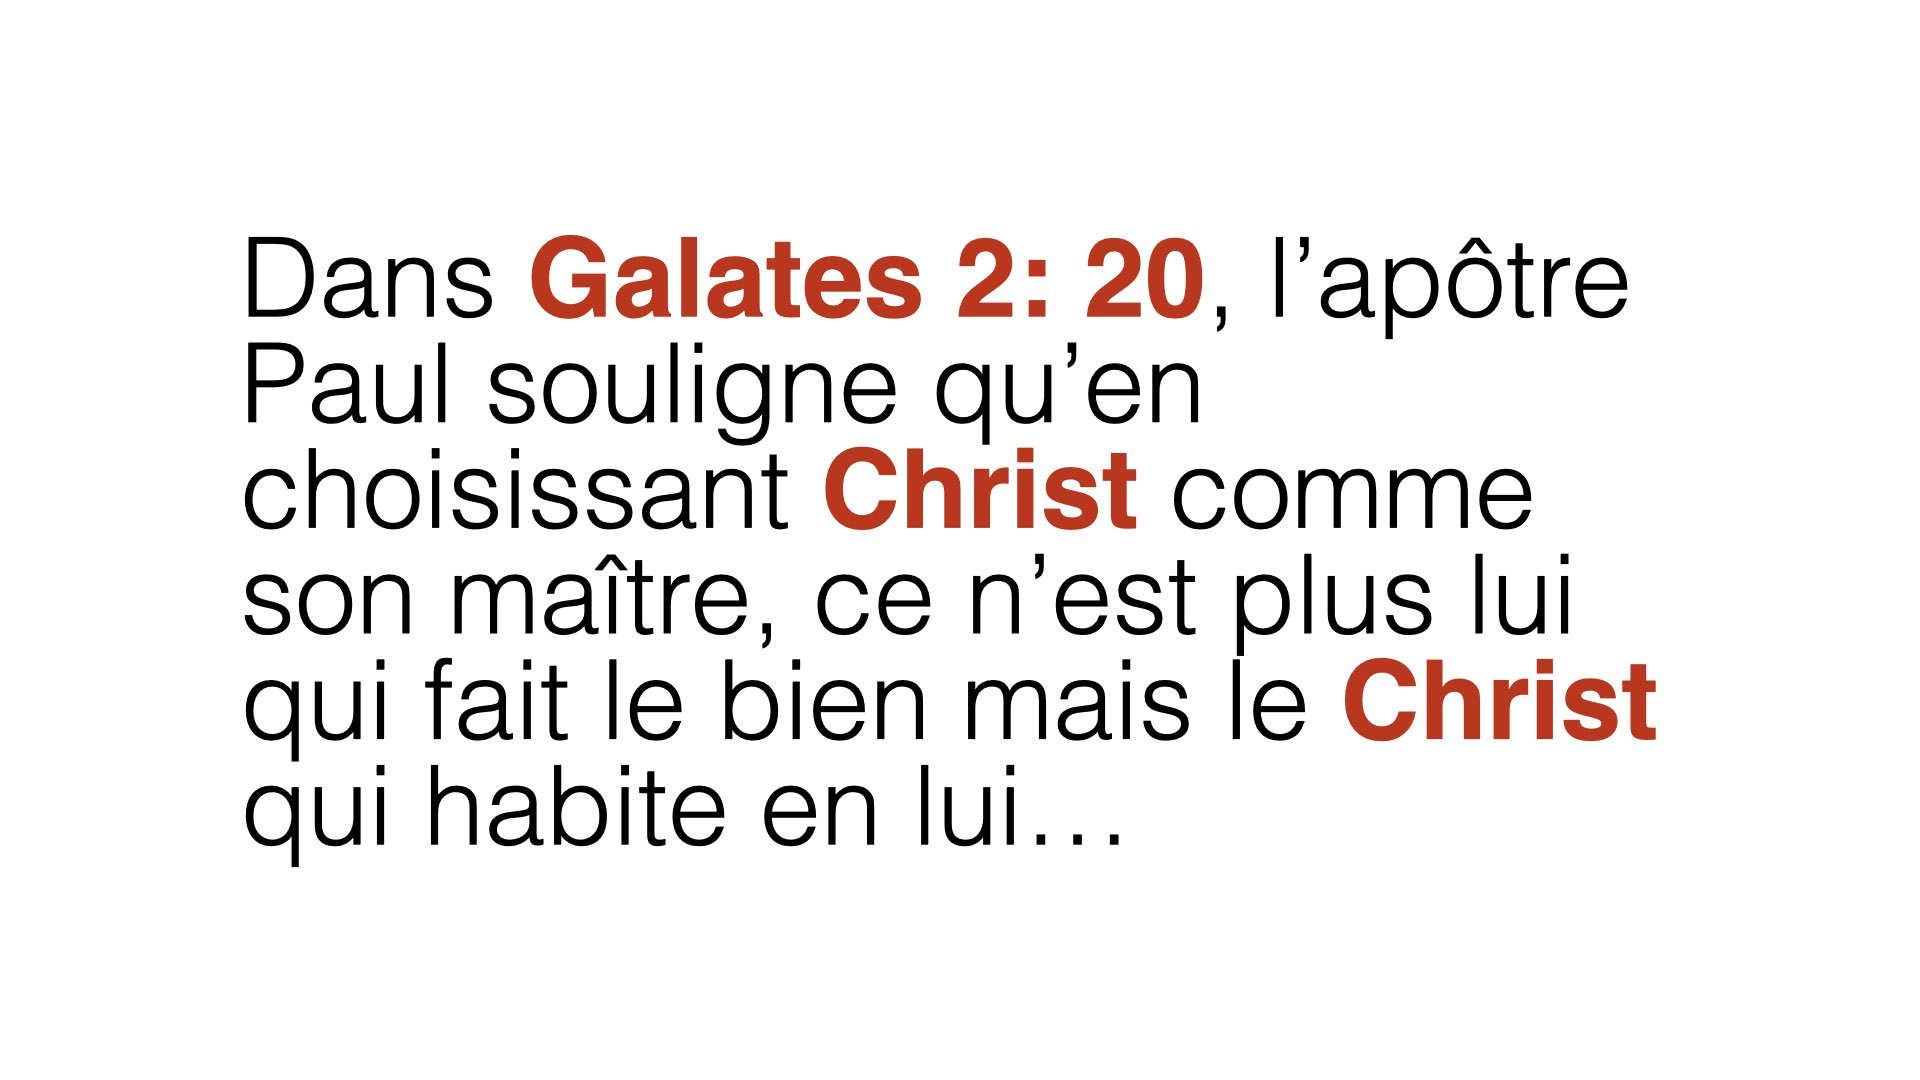 Dans Galates 2: 20, l’apôtre
Paul souligne qu’en
choisissant Christ comme
son maître, ce n’est plus lui
qui fait le bien mais le Christ
qui habite en lui…